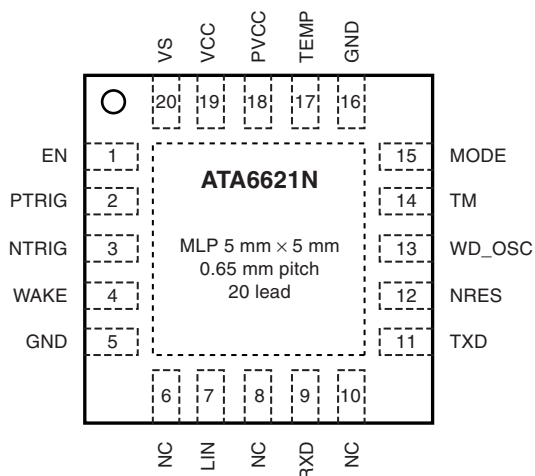 VS VCC PVCC TEMP GND
20 19 18 17 16
EN 1 15 MODE
ATA6621N
PTRIG 2 14 TM
NTRIG 3 13 WD_OSC
MLP 5 mm × 5 mm
0.65 mm pitch
20 lead
WAKE 4 12 NRES
GND 5 11 TXD
6 7 8 9 10
NC LIN NC RXD NC